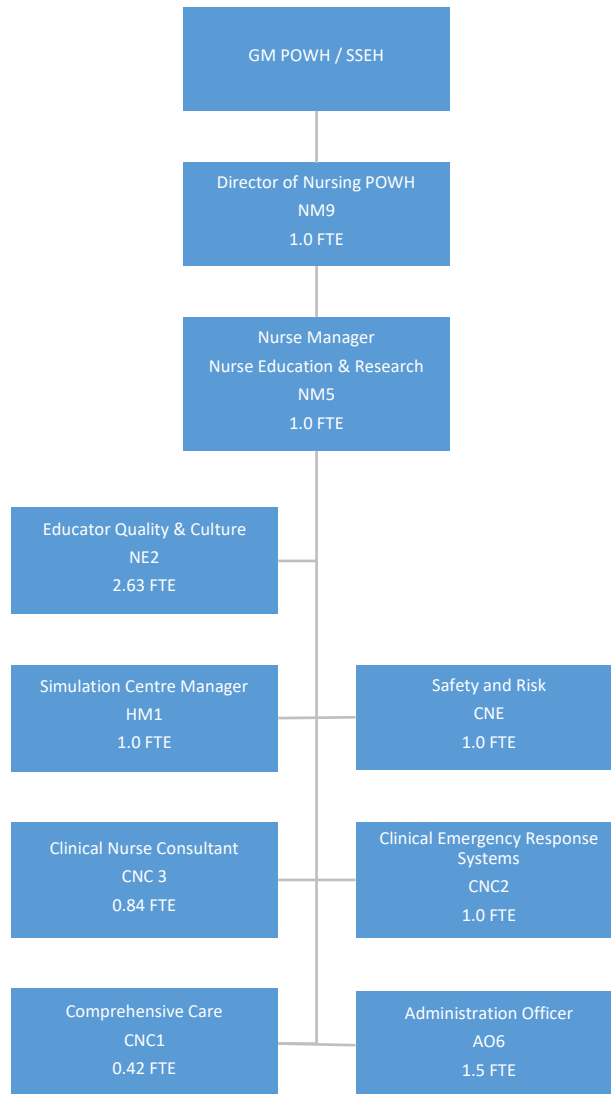 GM POWH / SSEH
Director of Nursing POWH
NM9
1.0 FTE
Nurse Manager
Nurse Education & Research
NM5
1.0 FTE
Educator Quality & Culture
NE2
2.63 FTE
Simulation Centre Manager
HM1
1.0 FTE
Safety and Risk
CNE
1.0 FTE
Clinical Nurse Consultant
CNC 3
0.84 FTE
Clinical Emergency Response
Systems
CNC2
1.0 FTE
Comprehensive Care
CNC1
0.42 FTE
Administration Officer
AO6
1.5 FTE